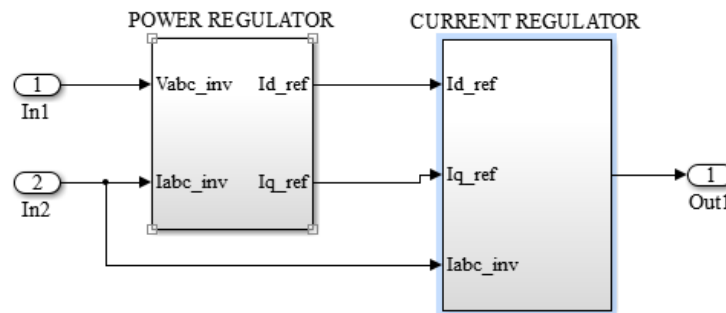 POWER REGULATOR
CURRENT REGULATOR
1
In1
Vabc_inv
Id_ref
Id_ref
2
In2
Iabc_inv
Iq_ref
Iq_ref
Iabc_inv
1
Out1